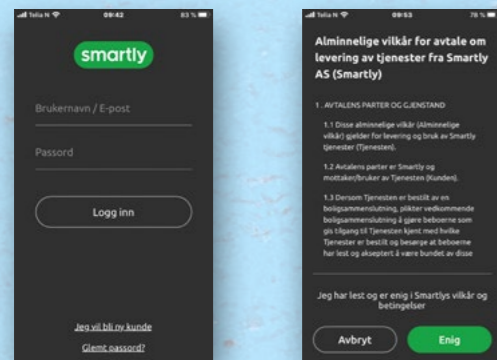 Telia N 09:42 83 %
smartly
Brukernavn / E-post
Passord
Logg inn
Jeg vil bli ny kunde
Glemt passord?
Telia N 09:53 78 %
Alminnelige vilkår for avtale om
levering av tjenester fra Smartly
AS (Smartly)
1. AVTALENS PARTER OG GJENSTAND
1.1 Disse alminnelige vilkår (Alminnelige
vilkår) gjelder for levering og bruk av Smartly
tjenester (Tjenesten).
1.2 Avtalens parter er Smartly og
mottaker/bruker av Tjenesten (Kunden).
1.3 Dersom Tjenesten er bestilt av en
boligsammenslutning, plikter vedkommende
boligsammenslutning å gjøre beboerne som
gis tilgang til Tjenesten kjent med hvilke
Tjenester er bestilt og besørge at beboerne
har lest og akseptert å være bundet av disse
Jeg har lest og er enig i Smartlys vilkår og
betingelser
Avbryt Enig